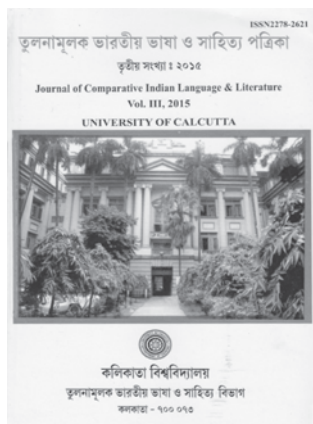 ISSN2278-2621
তুলনামূলক ভারতীয় ভাষা ও সাহিত্য পত্রিকা
তৃতীয় সংখ্যা ঃ ২০১৫
Journal of Comparative Indian Language & Literature
Vol. III, 2015
UNIVERSITY OF CALCUTTA
কলিকাতা বিশ্ববিদ্যালয়
তুলনামূলক ভারতীয় ভাষা ও সাহিত্য বিভাগ
কলকাতা - ৭০০ ০৭৩